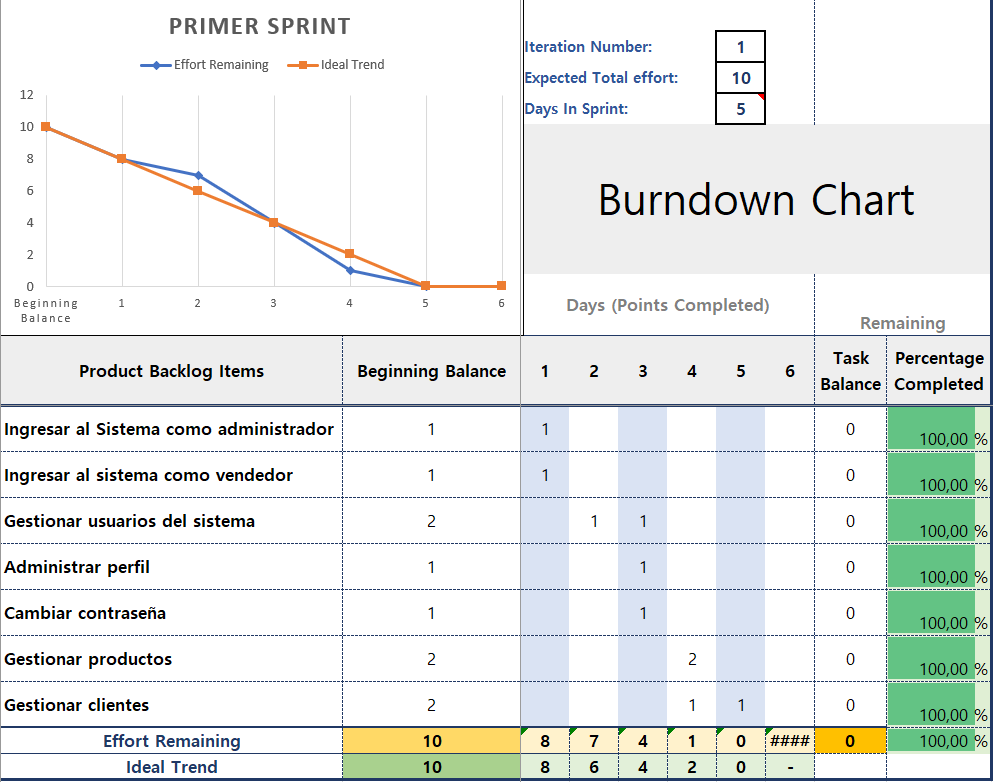 PRIMER SPRINT
Effort Remaining Ideal Trend
12
10
8
6
4
2
0
Beginning Balance 1 2 3 4 5 6
Iteration Number: 1
Expected Total effort: 10
Days In Sprint: 5
Burndown Chart
Days (Points Completed)
Remaining
Product Backlog Items Beginning Balance 1 2 3 4 5 6 Task Balance Percentage Completed
Ingresar al Sistema como administrador 1 1 0 100,00 %
Ingresar al sistema como vendedor 1 1 0 100,00 %
Gestionar usuarios del sistema 2 1 1 0 100,00 %
Administrar perfil 1 1 0 100,00 %
Cambiar contraseña 1 1 0 100,00 %
Gestionar productos 2 2 0 100,00 %
Gestionar clientes 2 1 1 0 100,00 %
Effort Remaining 10 8 7 4 1 0 #### 0 100,00 %
Ideal Trend 10 8 6 4 2 0 -